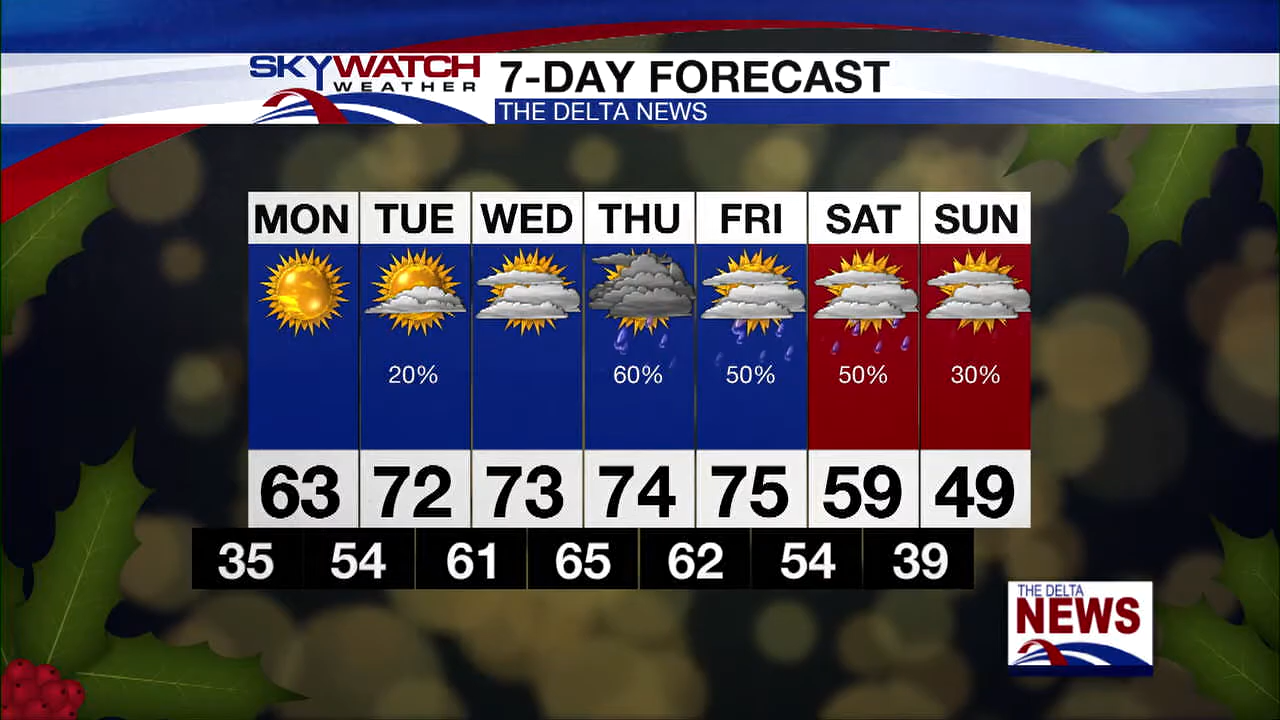 SKYWATCH
WEATHER
7-DAY FORECAST
THE DELTA NEWS
MON TUE WED THU FRI SAT SUN
20% 60% 50% 50% 30%
63 72 73 74 75 59 49
35 54 61 65 62 54 39
THE DELTA
NEWS